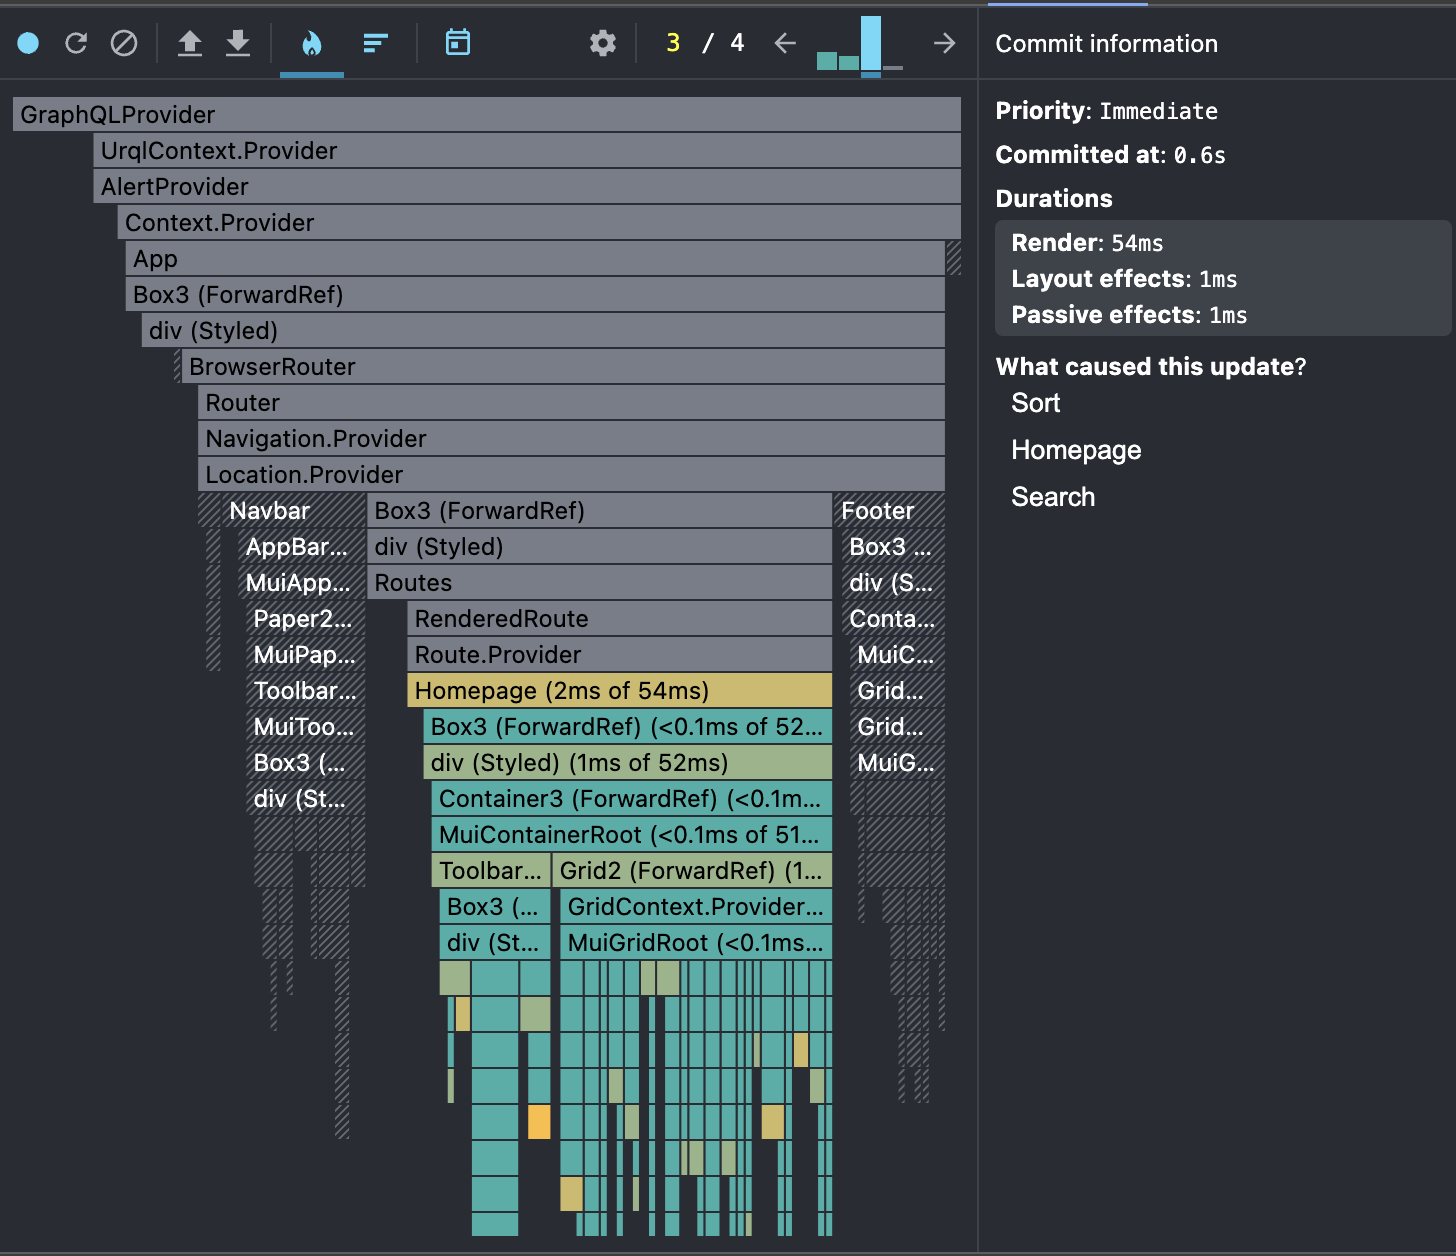 3 / 4
Commit information
GraphQLProvider
UrqlContext.Provider
AlertProvider
Context.Provider
App
Box3 (ForwardRef)
div (Styled)
BrowserRouter
Router
Navigation.Provider
Location.Provider
Navbar
Box3 (ForwardRef)
Footer
AppBar...
div (Styled)
Box3 ...
MuiApp...
Routes
div (S...
Paper2...
RenderedRoute
Conta...
MuiPap...
Route.Provider
MuiC...
Toolbar...
Homepage (2ms of 54ms)
Grid...
MuiToo...
Box3 (ForwardRef) (<0.1ms of 52...
Grid...
Box3 (...
div (Styled) (1ms of 52ms)
MuiG...
div (St...
Container3 (ForwardRef) (<0.1m...
MuiContainerRoot (<0.1ms of 51...
Toolbar...
Grid2 (ForwardRef) (1...
Box3 (...
GridContext.Provider...
div (St...
MuiGridRoot (<0.1ms...
Priority: Immediate
Committed at: 0.6s
Durations
Render: 54ms
Layout effects: 1ms
Passive effects: 1ms
What caused this update?
Sort
Homepage
Search